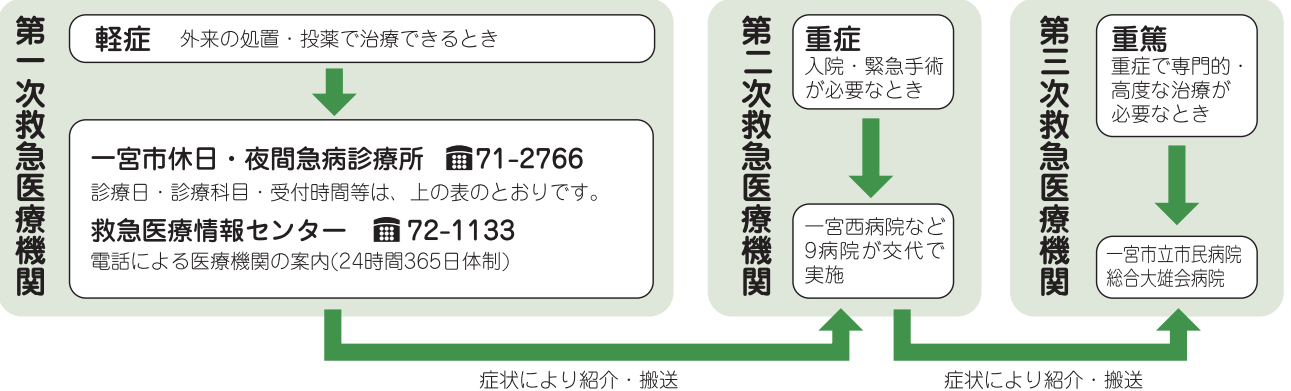 第一次救急医療機関
軽症 外来の処置・投薬で治療できるとき
一宮市休日・夜間急病診療所 ☎71-2766
診療日・診療科目・受付時間等は、上の表のとおりです。
救急医療情報センター ☎72-1133
電話による医療機関の案内(24時間365日体制)
第二次救急医療機関
重症
入院・緊急手術
が必要なとき
一宮西病院など
9病院が交代で
実施
第三次救急医療機関
重篤
重症で専門的・
高度な治療が
必要なとき
一宮市立市民病院
総合大雄会病院
症状により紹介・搬送
症状により紹介・搬送